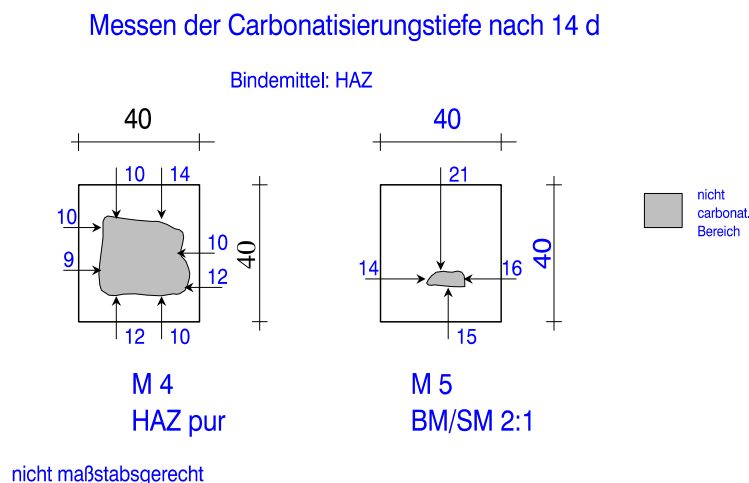 Messen der Carbonatisierungstiefe nach 14 d
Bindemittel: HAZ
40
40
10
14
21
nicht
carbonat.
Bereich
10
10
40
40
9
12
14
16
12
10
15
M 4
HAZ pur
M 5
BM/SM 2:1
nicht maßstabsgerecht